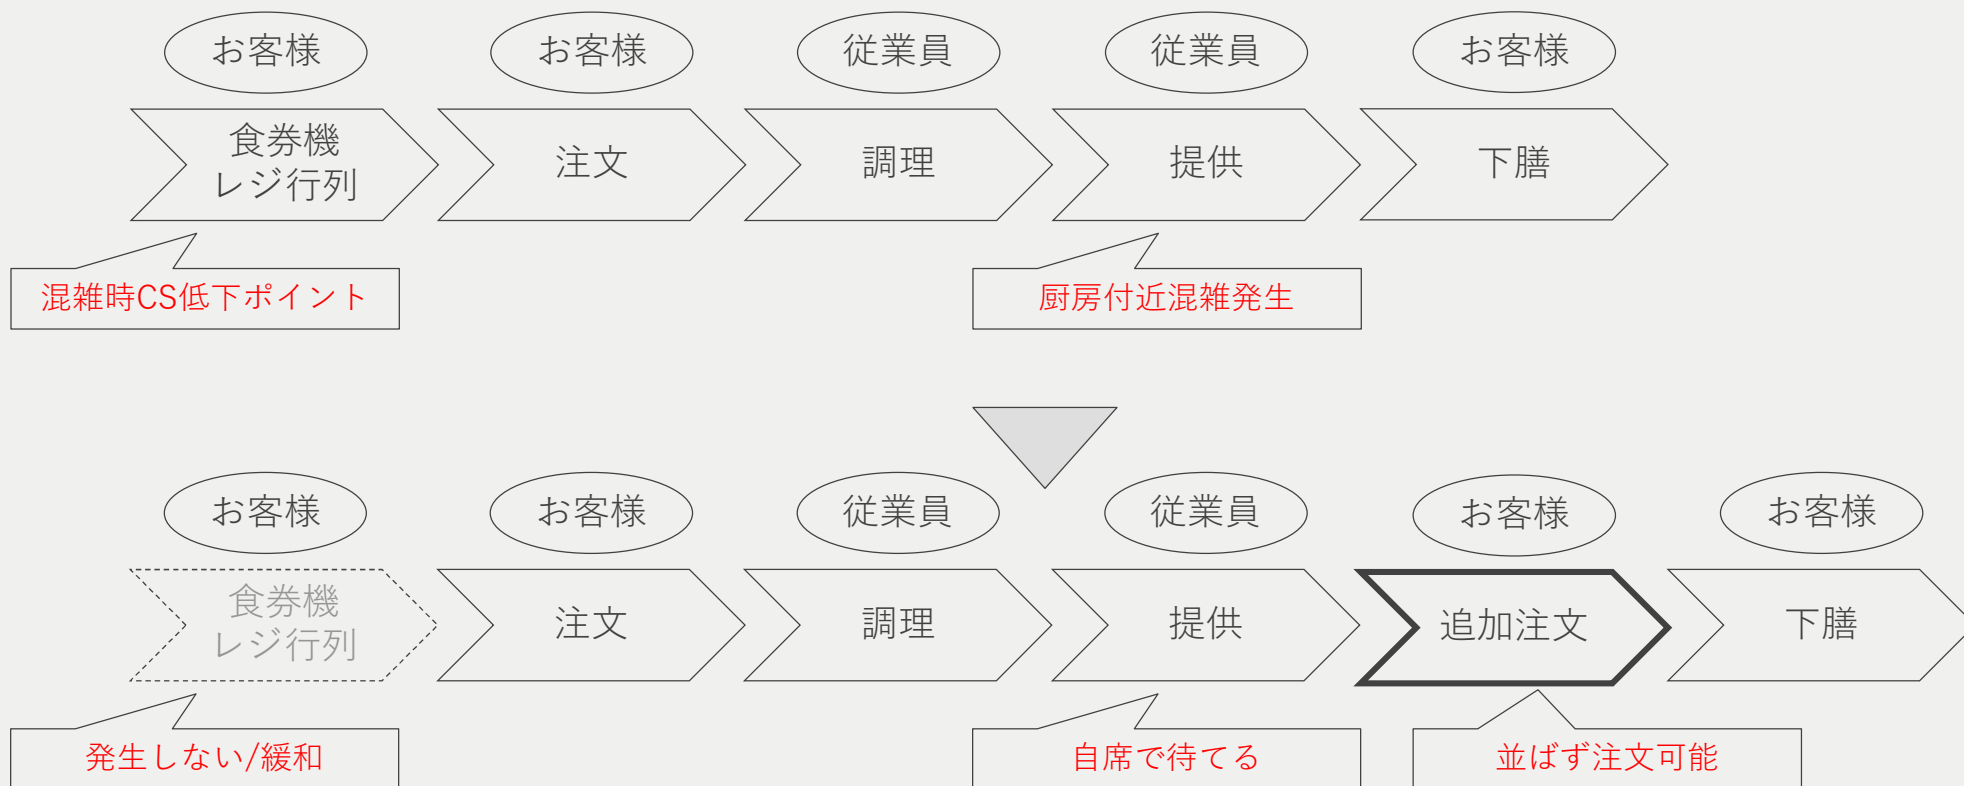 お客様
お客様
従業員
従業員
お客様
食券機
レジ行列
注文
調理
提供
下膳
混雑時CS低下ポイント
厨房付近混雑発生
お客様
お客様
従業員
従業員
お客様
お客様
食券機
レジ行列
注文
調理
提供
追加注文
下膳
発生しない/緩和
自席で待てる
並ばず注文可能